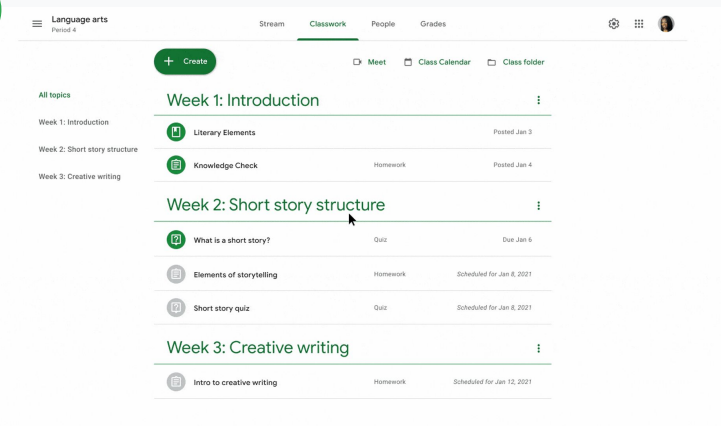 Language arts
Period 4
Stream Classwork People Grades
Create
Meet Class Calendar Class folder
All topics
Week 1: Introduction
Week 2: Short story structure
Week 3: Creative writing
Week 1: Introduction
Literary Elements Posted Jan 3
Knowledge Check Homework Posted Jan 4
Week 2: Short story structure
What is a short story? Quiz Due Jan 6
Elements of storytelling Homework Scheduled for Jan 8, 2021
Short story quiz Quiz Scheduled for Jan 8, 2021
Week 3: Creative writing
Intro to creative writing Homework Scheduled for Jan 12, 2021